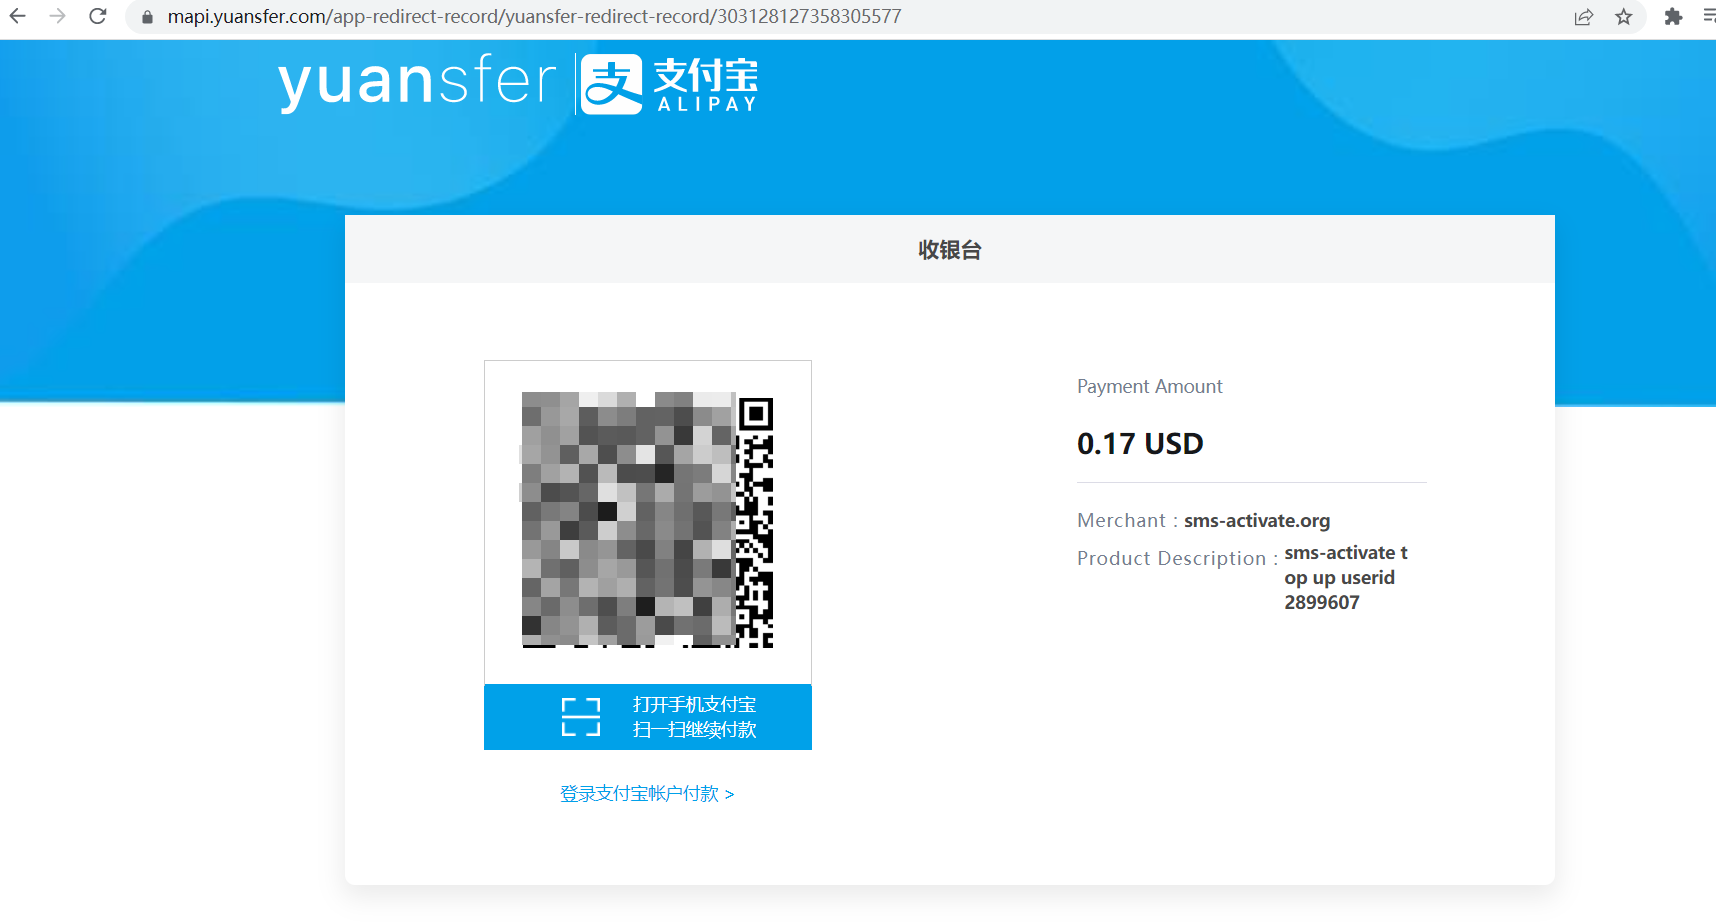 mapi.yuansfer.com/app-redirect-record/yuansfer-redirect-record/303128127358305577
yuansfer
支
支付宝
ALIPAY
收银台
Payment Amount
0.17 USD
Merchant : sms-activate.org
Product Description : sms-activate t
op up userid
2899607
打开手机支付宝
扫一扫继续付款
登录支付宝帐户付款 >